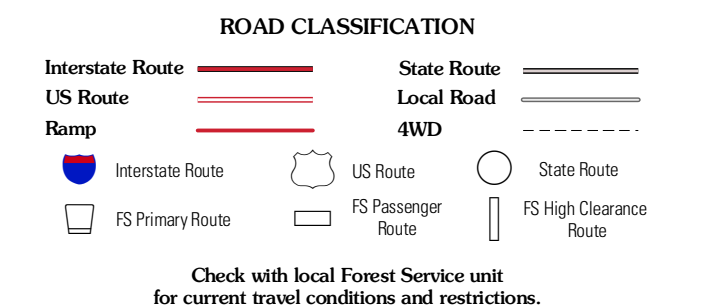 ROAD CLASSIFICATION
Interstate Route
State Route
US Route
Local Road
Ramp
4WD
Interstate Route
US Route
State Route
FS Primary Route
FS Passenger
Route
FS High Clearance
Route
Check with local Forest Service unit
for current travel conditions and restrictions.